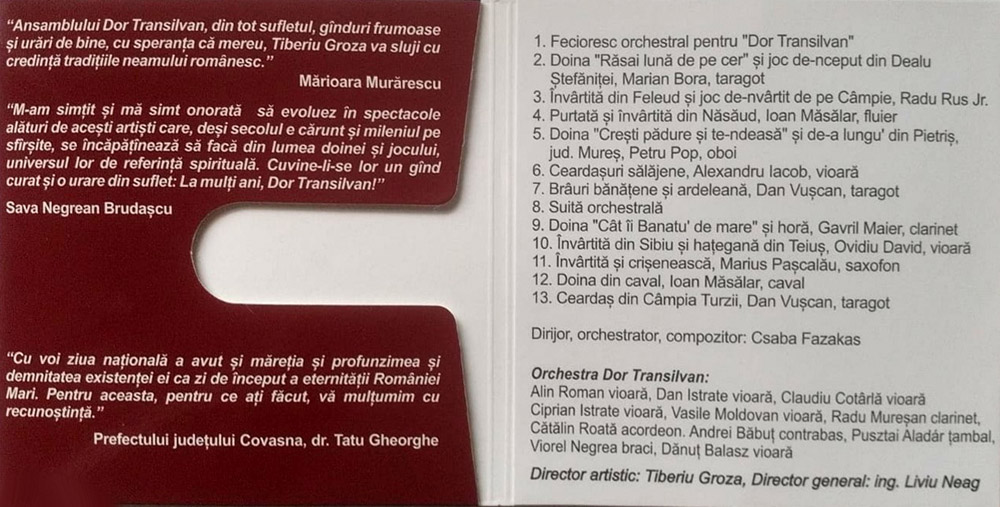 “Ansamblului Dor Transilvan, din tot sufletul, gînduri frumoase
și urări de bine, cu speranța că mereu, Tiberiu Groza va sluji cu
credință tradițiile neamului românesc.”
Mărioara Murărescu
“M-am simțit și mă simt onorată să evoluez în spectacole
alături de acești artiști care, deși secolul e cărunt și mileniul pe
sfîrșite, se încăpăținează să facă din lumea doinei și jocului,
universul lor de referință spirituală. Cuvine-li-se lor un gînd
curat și o urare din suflet: La mulți ani, Dor Transilvan!”
Sava Negrean Brudașcu
“Cu voi ziua națională a avut și măreția și profunzimea și
demnitatea existenței ei ca zi de început a eternității României
Mari. Pentru aceasta, pentru ce ați făcut, vă mulțumim cu
recunoștință.”
Prefectului județului Covasna, dr. Tatu Gheorghe
1. Fecioresc orchestral pentru "Dor Transilvan"
2. Doina "Răsai lună de pe cer" și joc de-nceput din Dealu
Ștefăniței, Marian Bora, taragot
3. Învârtită din Feleud și joc de-nvârtit de pe Câmpie, Radu Rus Jr.
4. Purtată și învârtită din Năsăud, Ioan Măsălar, fluier
5. Doina "Crești pădure și te-ndeasă" și de-a lungu' din Pietriș,
jud. Mureș, Petru Pop, oboi
6. Ceardașuri sălăjene, Alexandru Iacob, vioară
7. Brâuri bănățene și ardeleană, Dan Vușcan, taragot
8. Suită orchestrală
9. Doina "Cât îi Banatu' de mare" și horă, Gavril Maier, clarinet
10. Învârtită din Sibiu și hațegană din Teiuș, Ovidiu David, vioară
11. Învârtită și crișenească, Marius Pașcalău, saxofon
12. Doina din caval, Ioan Măsălar, caval
13. Ceardaș din Câmpia Turzii, Dan Vușcan, taragot
Dirijor, orchestrator, compozitor: Csaba Fazakas
Orchestra Dor Transilvan:
Alin Roman vioară, Dan Istrate vioară, Claudiu Cotârlă vioară
Ciprian Istrate vioară, Vasile Moldovan vioară, Radu Mureșan clarinet,
Cătălin Roată acordeon. Andrei Băbuț contrabas, Pusztai Aladár țambal,
Viorel Negrea braci, Dănuț Balasz vioară
Director artistic: Tiberiu Groza, Director general: ing. Liviu Neag